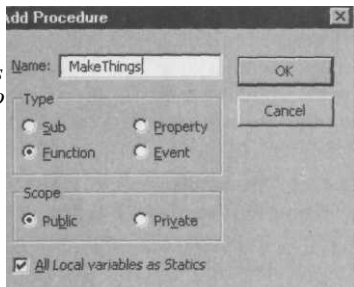 Add Procedure
Name: MakeThings
OK
Type
Cancel
Sub
Property
Function
Event
Scope
Public
Private
All Local variables as Statics